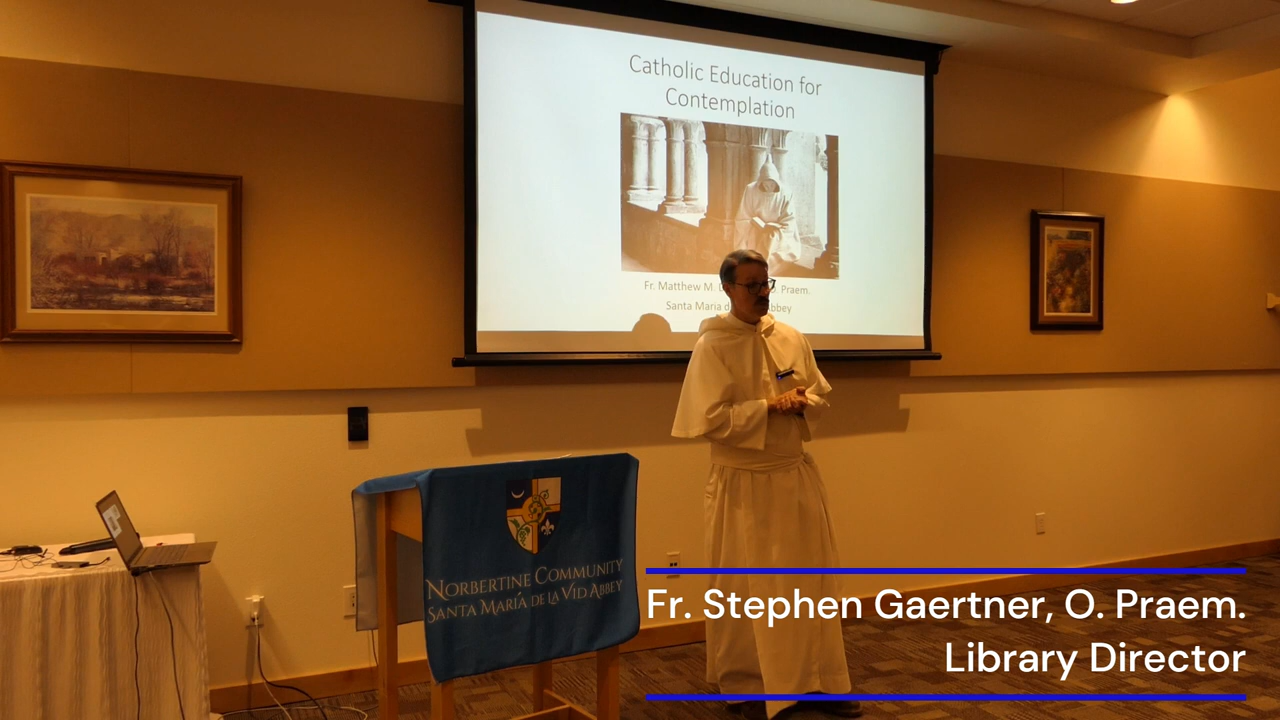 Catholic Education for
Contemplation
Fr. Matthew M. Praem.
Santa Maria
NORBERTINE COMMUNITY
SANTA MARÍA DE LA VID ABBEY
Fr. Stephen Gaertner, O. Praem.
Library Director